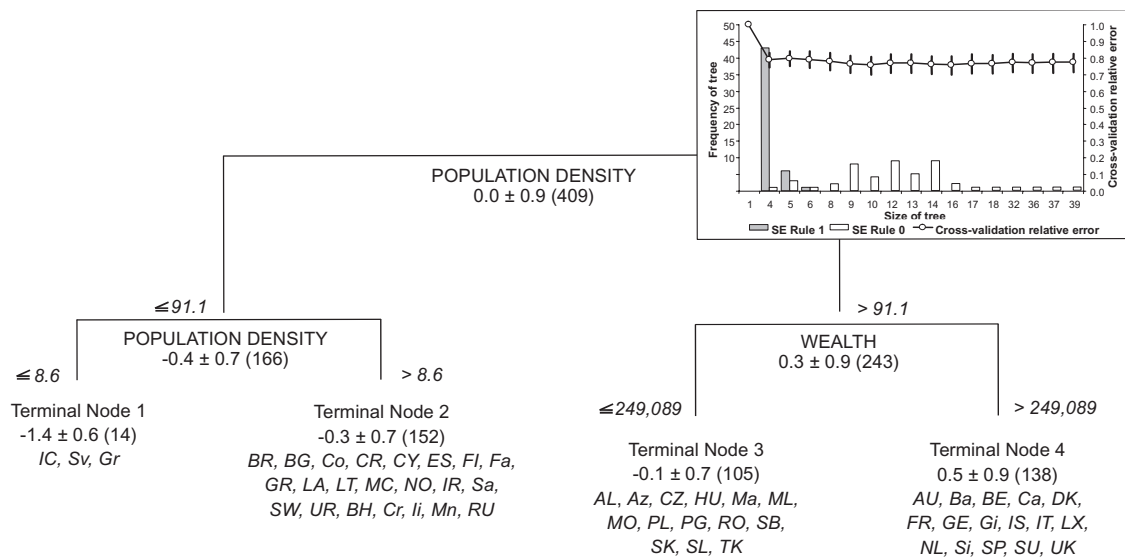 50
45
40
35
30
25
20
15
10
Frequency of tree
1.0
0.9
0.8
0.7
0.6
0.5
0.4
0.3
0.2
0.1
0.0
Cross-validation relative error
1 4 5 6 8 9 10 12 13 14 16 17 18 32 36 37 39
Size of tree
SE Rule 1 SE Rule 0 Cross-validation relative error
POPULATION DENSITY
0.0 ± 0.9 (409)
≤91.1
> 91.1
POPULATION DENSITY
-0.4 ± 0.7 (166)
WEALTH
0.3 ± 0.9 (243)
≤ 8.6
> 8.6
≤249,089
> 249,089
Terminal Node 1
-1.4 ± 0.6 (14)
IC, Sv, Gr
Terminal Node 2
-0.3 ± 0.7 (152)
BR, BG, Co, CR, CY, ES, FI, Fa,
GR, LA, LT, MC, NO, IR, Sa,
SW, UR, BH, Cr, Ii, Mn, RU
Terminal Node 3
-0.1 ± 0.7 (105)
AL, Az, CZ, HU, Ma, ML,
MO, PL, PG, RO, SB,
SK, SL, TK
Terminal Node 4
0.5 ± 0.9 (138)
AU, Ba, BE, Ca, DK,
FR, GE, Gi, IS, IT, LX,
NL, Si, SP, SU, UK